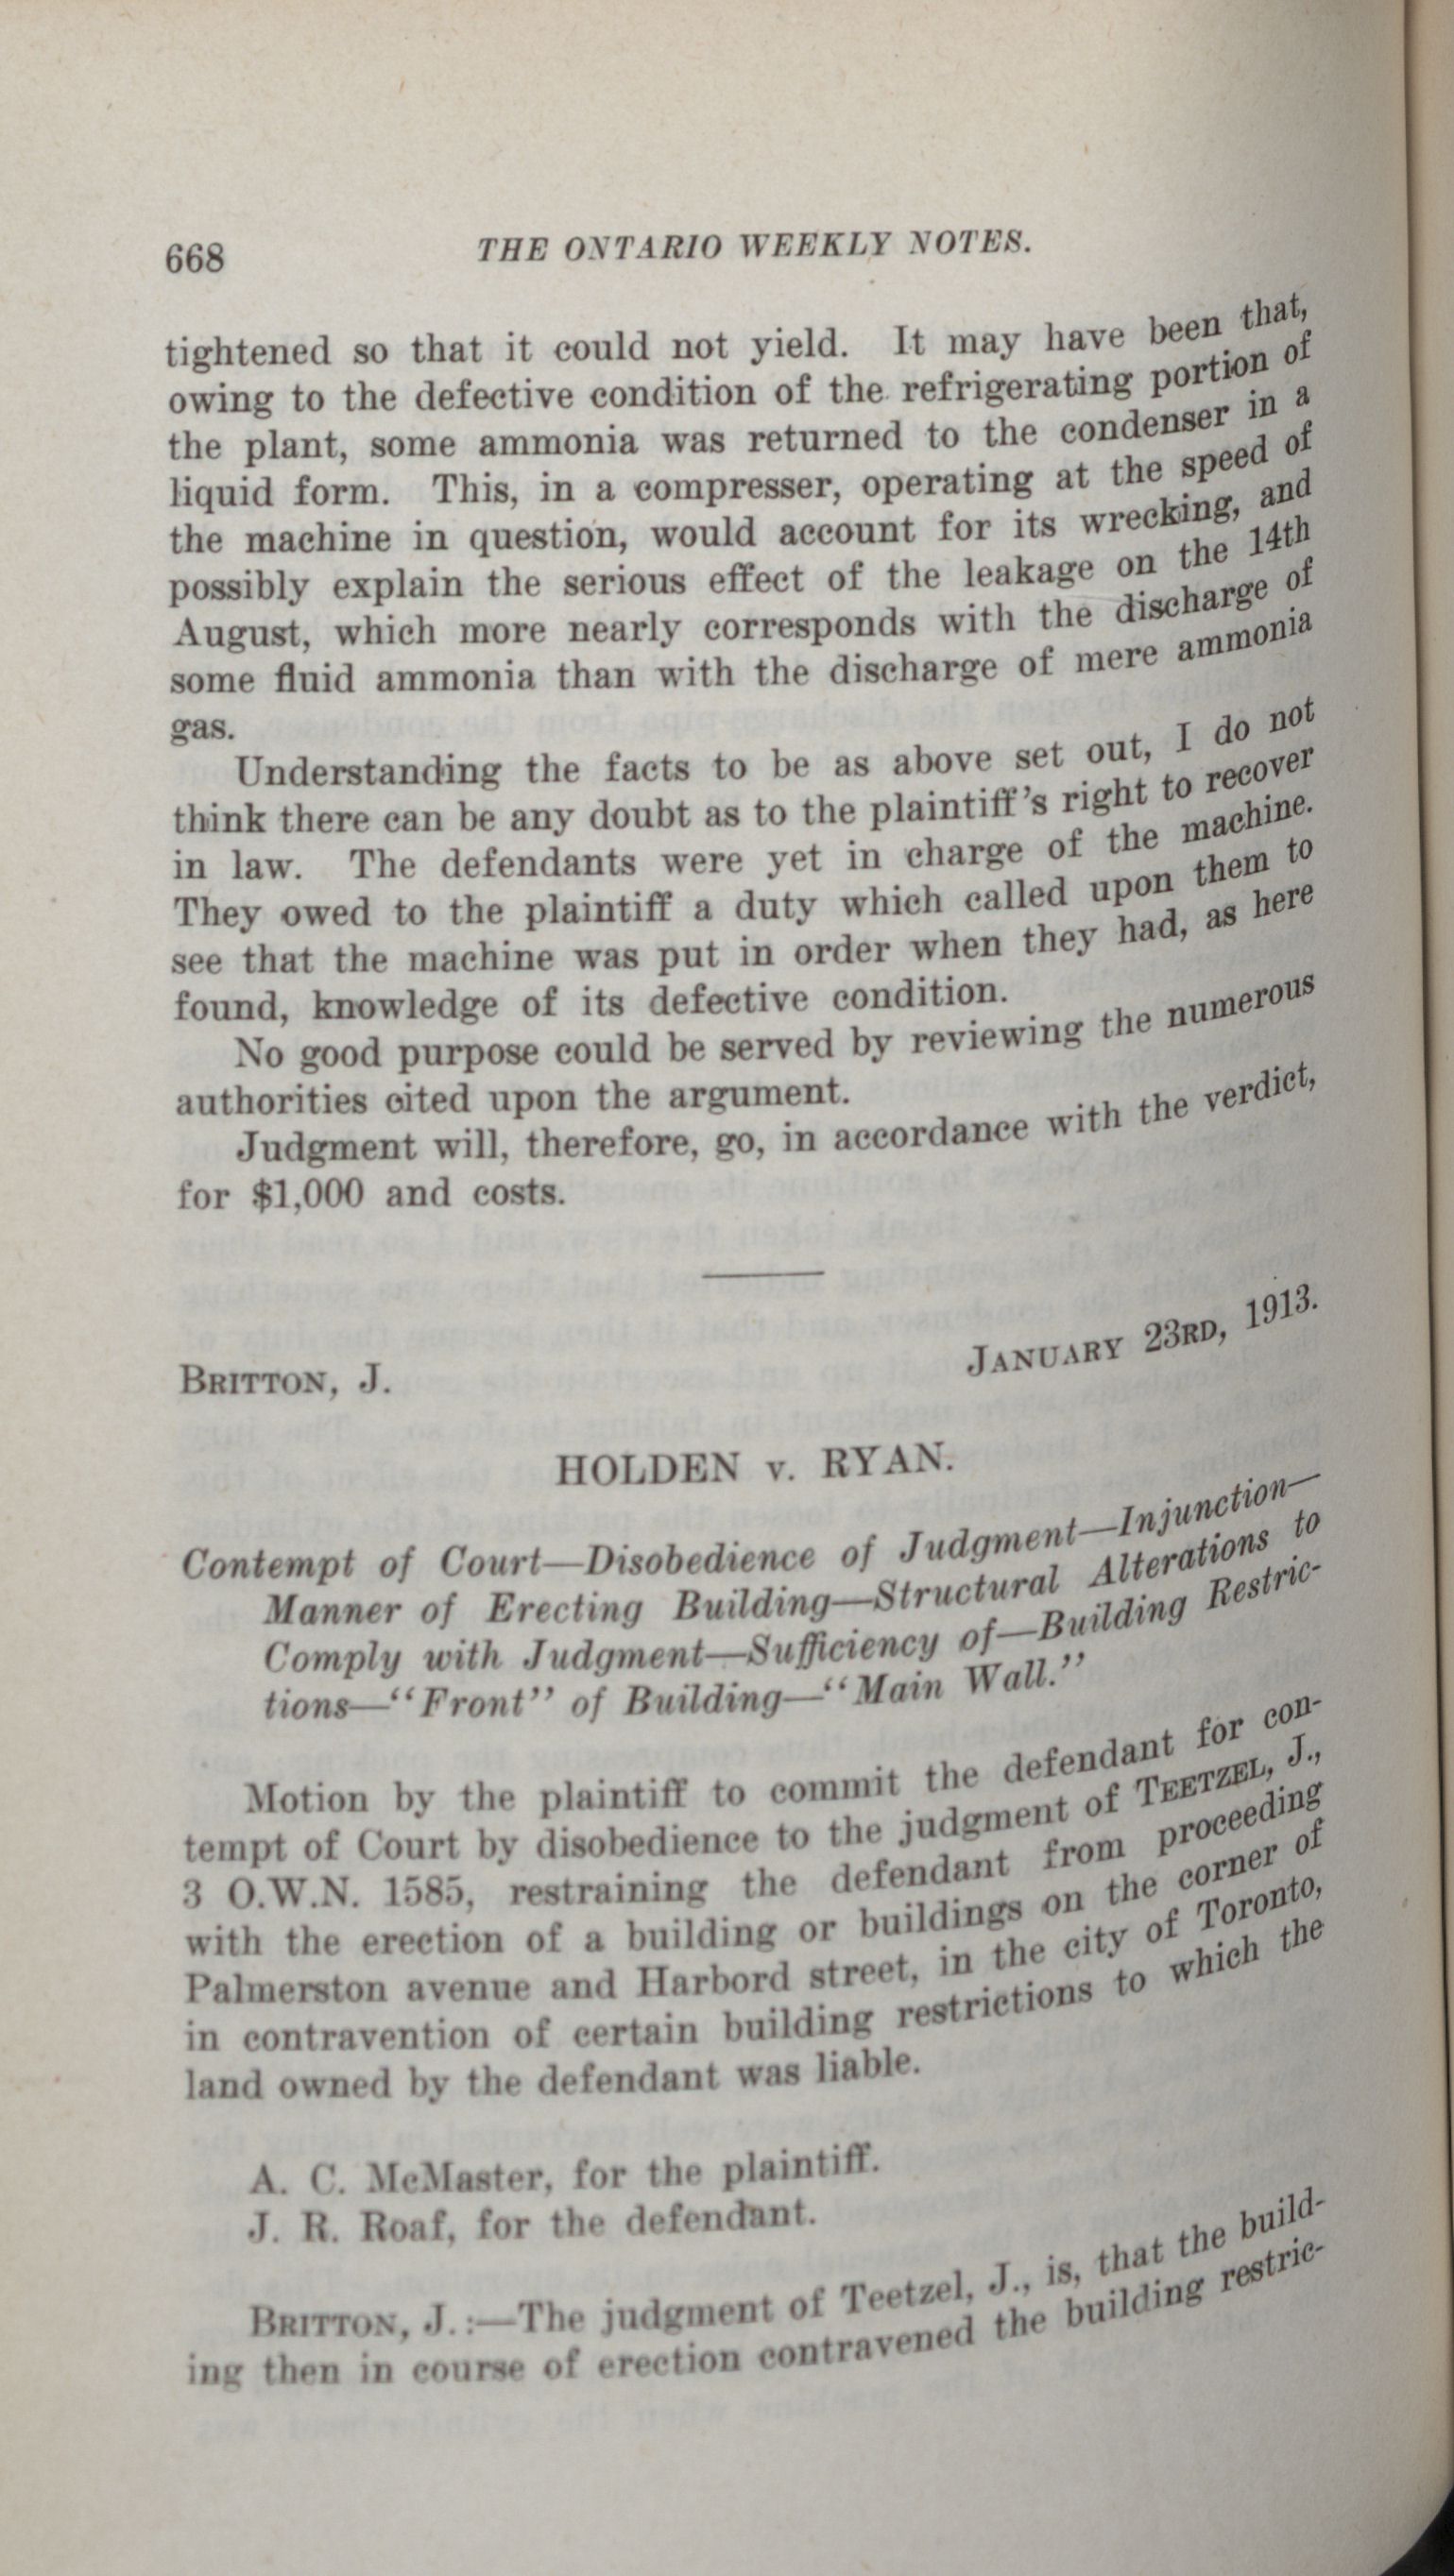 668
THE ONTARIO WEEKLY NOTES.
tightened so that it could not yield. It may have been that,
owing to the defective condition of the refrigerating portion of
the plant, some ammonia was returned to the condenser in a
liquid form. This, in a compresser, operating at the speed of
the machine in question, would account for its wrecking, and
possibly explain the serious effect of the leakage on the 14th
August, which more nearly corresponds with the discharge of
some fluid ammonia than with the discharge of mere ammonia
gas.
Understanding the facts to be as above set out, I do not
think there can be any doubt as to the plaintiff's right to recover
in law. The defendants were yet in charge of the machine.
They owed to the plaintiff a duty which called upon them to
see that the machine was put in order when they had, as here
found, knowledge of its defective condition.
No good purpose could be served by reviewing the numerous
authorities cited upon the argument.
Judgment will, therefore, go, in accordance with the verdict,
for $1,000 and costs.
BRITTON, J.
JANUARY 23RD, 1913.
HOLDEN v. RYAN.
Contempt of Court—Disobedience of Judgment—Injunction—
Manner of Erecting Building—Structural Alterations to
Comply with Judgment—Sufficiency of—Building Restric-
tions—"Front" of Building—"Main Wall."
Motion by the plaintiff to commit the defendant for con-
tempt of Court by disobedience to the judgment of TEETZEL, J.,
3 O.W.N. 1585, restraining the defendant from proceeding
with the erection of a building or buildings on the corner of
Palmerston avenue and Harbord street, in the city of Toronto,
in contravention of certain building restrictions to which the
land owned by the defendant was liable.
A. C. McMaster, for the plaintiff.
J. R. Roaf, for the defendant.
BRITTON, J.:—The judgment of Teetzel, J., is, that the build-
ing then in course of erection contravened the building restric-